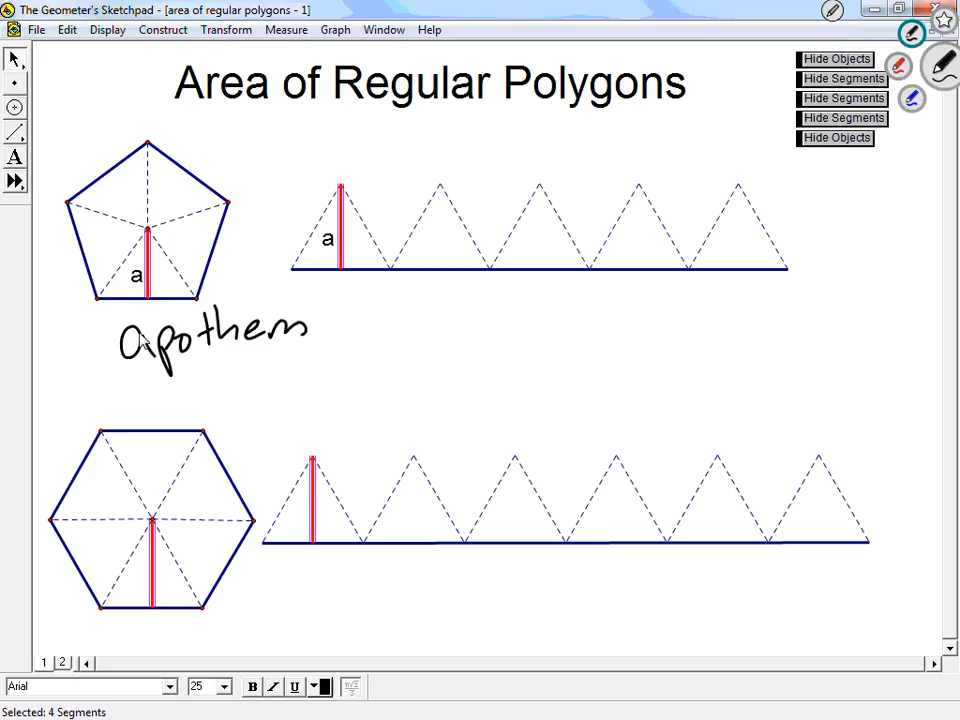 The Geometer's Sketchpad - [area of regular polygons - 1]
File Edit Display Construct Transform Measure Graph Window Help
Area of Regular Polygons
Hide Objects
Hide Segments
Hide Segments
Hide Segments
Hide Objects
A
a
a
apothem
1 2
Arial 25 B I U
Selected: 4 Segments